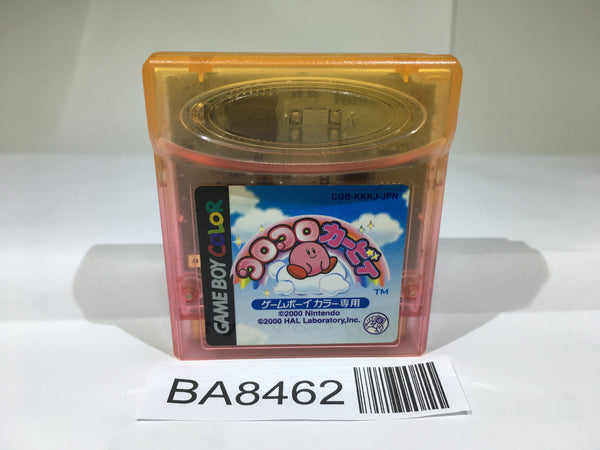 CGB-KKKJ-JPN
GAME BOY COLOR
コロコロカービィ
TM
ゲームボーイカラー専用
©2000 Nintendo
©2000 HAL Laboratory,Inc.
BA8462